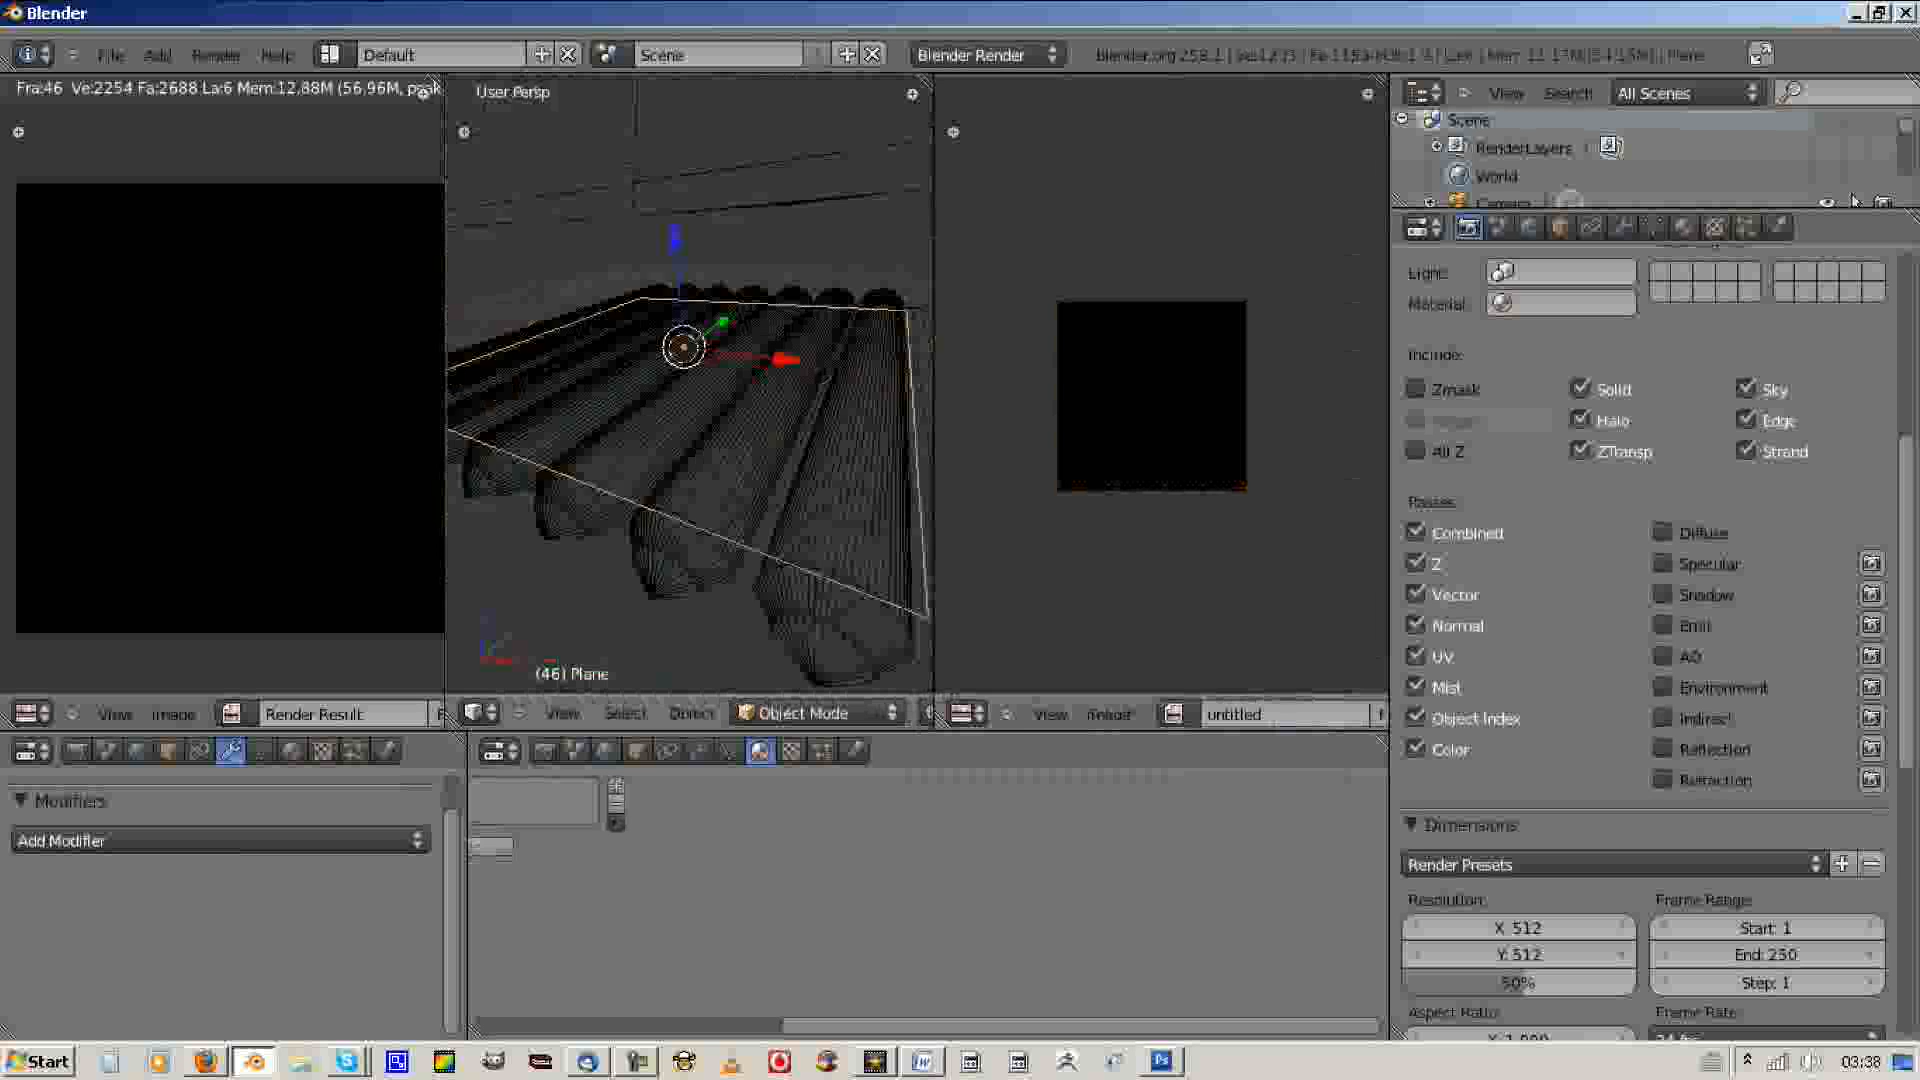 Blender
File Add Render Help Default Scene Blender Render
Fra:46 Ve:2254 Fa:2688 La:6 Mem:12.88M (56.96M, peak
User Persp
View Search All Scenes
Scene
RenderLayers
World
Camera
Light:
Material:
Include:
Zmask Solid Sky
Halo Edge
All Z ZTransp Strand
Passes:
Combined Diffuse
Z Specular
Vector Shadow
Normal Emit
UV AO
Mist Environment
Object Index Indirect
Color Reflection
Refraction
(46) Plane
View Image Render Result
View Select Object Object Mode
View Image untitled
Modifiers
Add Modifier
Dimensions
Render Presets
Resolution: Frame Range:
X: 512 Start: 1
Y: 512 End: 250
50% Step: 1
Aspect Ratio: Frame Rate:
Start 03:38